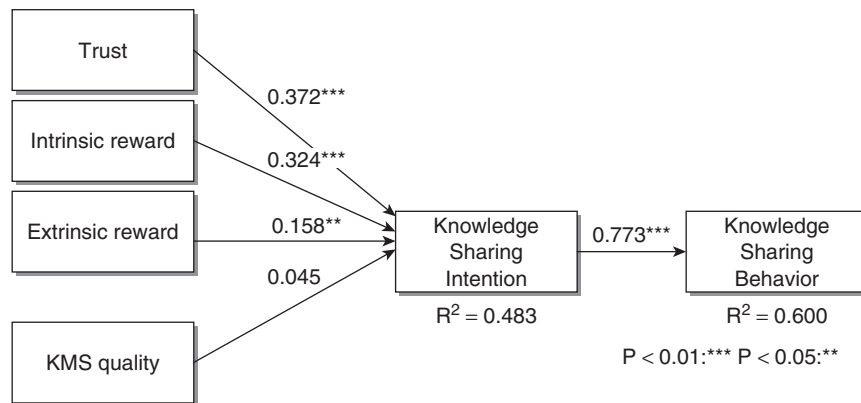 Trust
0.372***
Intrinsic reward
0.324***
Extrinsic reward
0.158**
Knowledge
Sharing
Intention
0.773***
Knowledge
Sharing
Behavior
0.045
R² = 0.483
R² = 0.600
KMS quality
P < 0.01:*** P < 0.05:**